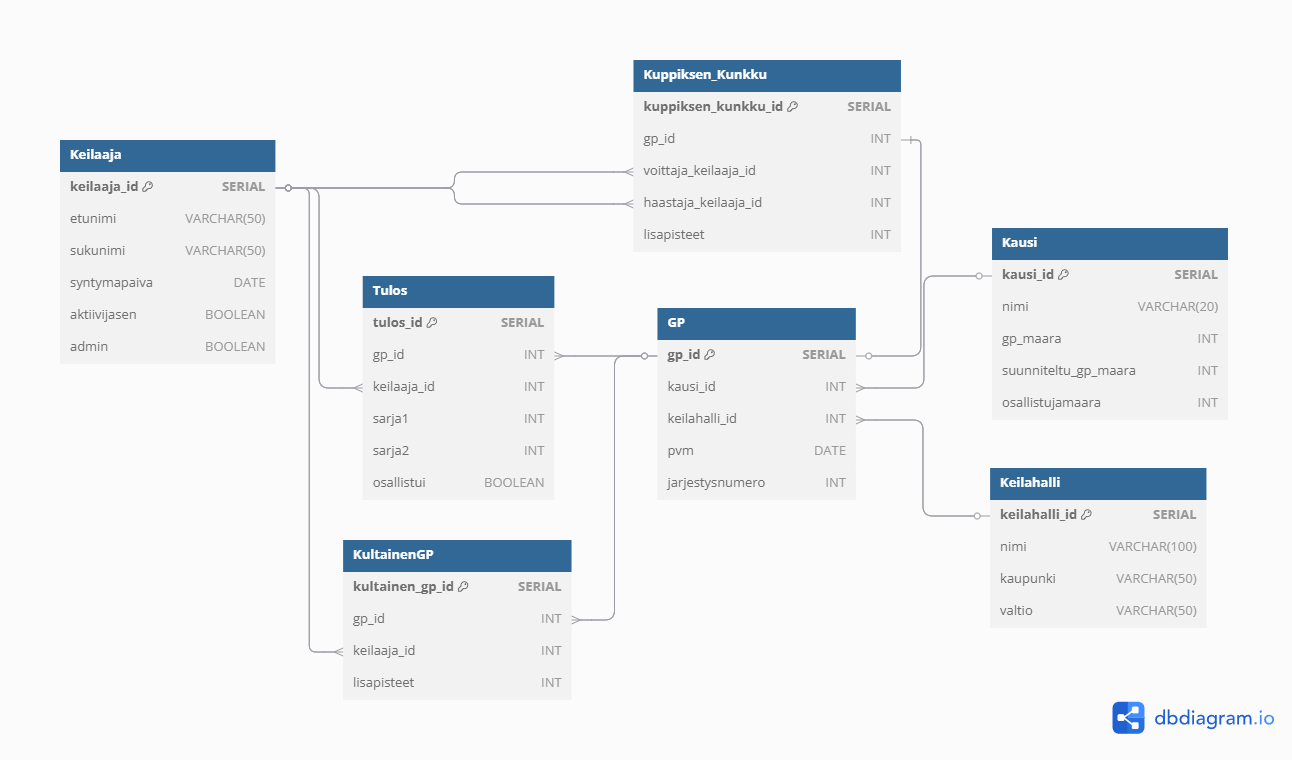 Kuppiksen_Kunkku
kuppiksen_kunkku_id SERIAL
gp_id INT
voittaja_keilaaja_id INT
haastaja_keilaaja_id INT
lisapisteet INT
Keilaaja
keilaaja_id SERIAL
etunimi VARCHAR(50)
sukunimi VARCHAR(50)
syntymapaiva DATE
aktiivijasen BOOLEAN
admin BOOLEAN
Kausi
kausi_id SERIAL
nimi VARCHAR(20)
gp_maara INT
suunniteltu_gp_maara INT
osallistujamaara INT
Tulos
tulos_id SERIAL
gp_id INT
keilaaja_id INT
sarja1 INT
sarja2 INT
osallistui BOOLEAN
GP
gp_id SERIAL
kausi_id INT
keilahalli_id INT
pvm DATE
jarjestysnumero INT
Keilahalli
keilahalli_id SERIAL
nimi VARCHAR(100)
kaupunki VARCHAR(50)
valtio VARCHAR(50)
KultainenGP
kultainen_gp_id SERIAL
gp_id INT
keilaaja_id INT
lisapisteet INT
dbdiagram.io